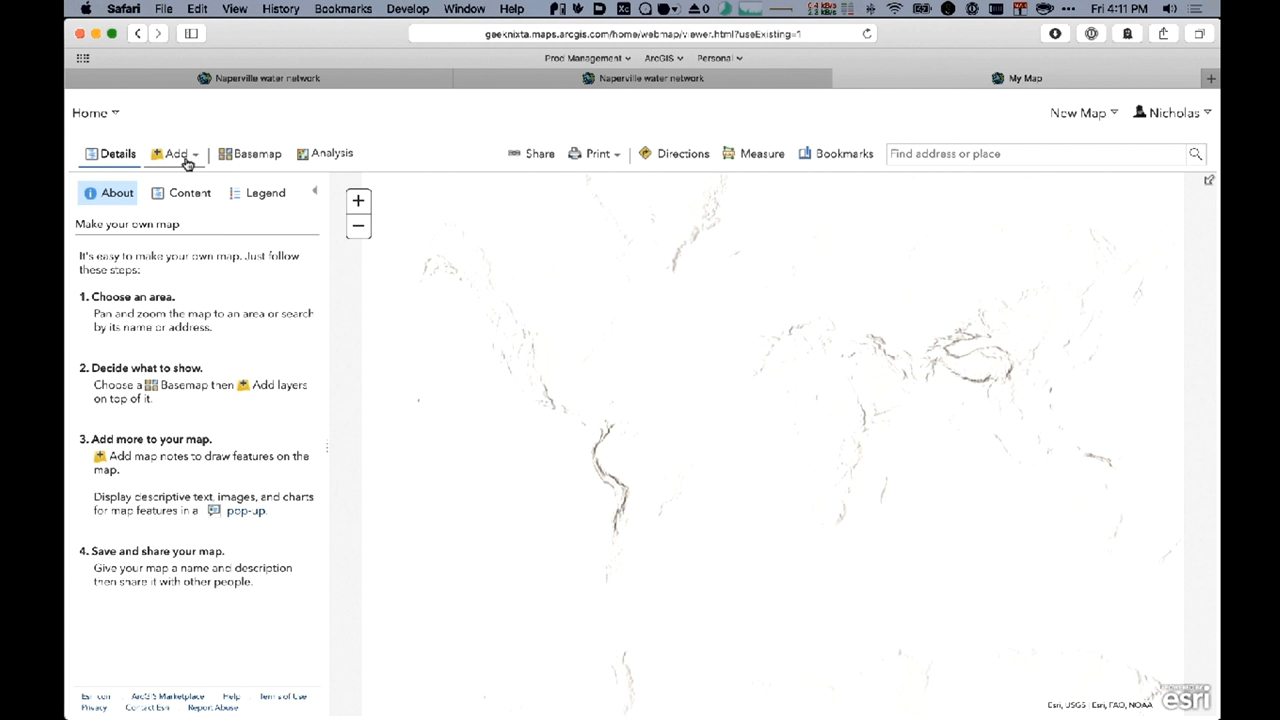 Safari File Edit View History Bookmarks Develop Window Help Fri 4:11 PM
geeknixta.maps.arcgis.com/home/webmap/viewer.html?useExisting=1
Prod Management ArcGIS Personal
Naperville water network Naperville water network My Map
Home New Map Nicholas
Details Add Basemap Analysis Share Print Directions Measure Bookmarks Find address or place
About Content Legend
Make your own map
It's easy to make your own map. Just follow
these steps:
1. Choose an area.
Pan and zoom the map to an area or search
by its name or address.
2. Decide what to show.
Choose a Basemap then Add layers
on top of it.
3. Add more to your map.
Add map notes to draw features on the
map.
Display descriptive text, images, and charts
for map features in a pop-up.
4. Save and share your map.
Give your map a name and description
then share it with other people.
ArcGIS Marketplace Help Terms of Use
Privacy Contact Esri Report Abuse
Esri, USGS | Esri, FAO, NOAA
esri